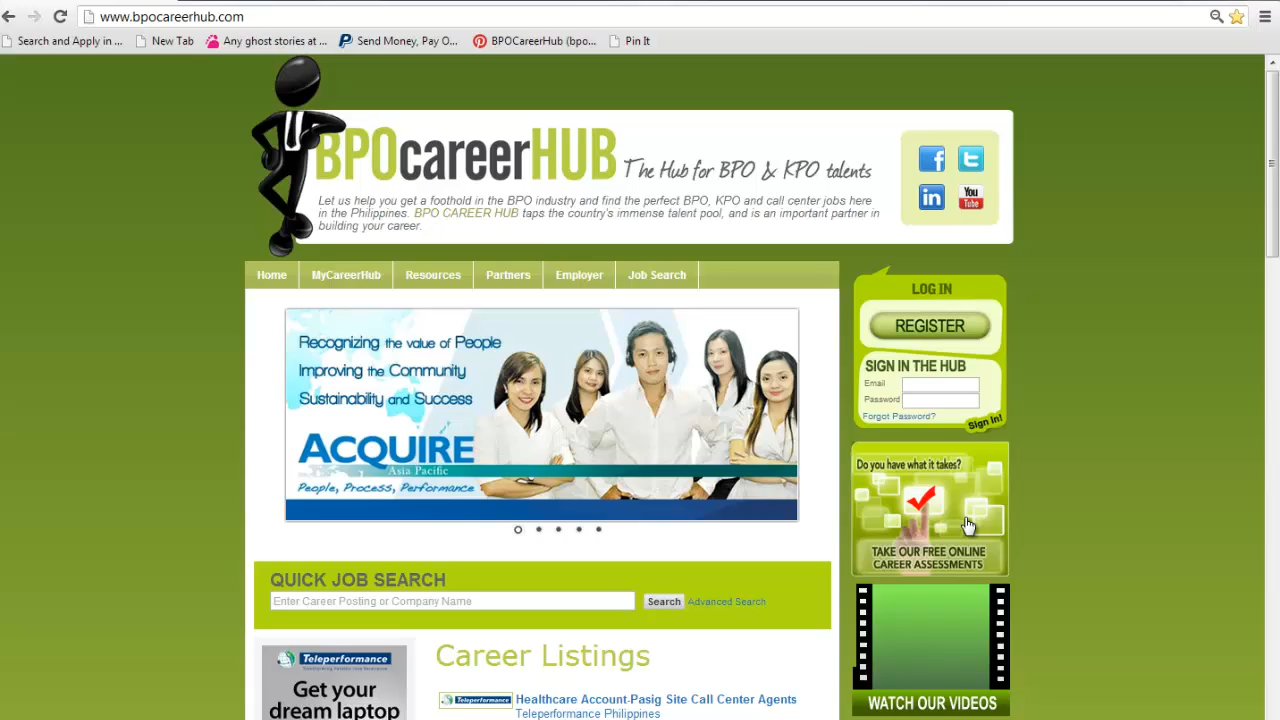 www.bpocareerhub.com
Search and Apply in ...
New Tab
Any ghost stories at ...
Send Money, Pay O...
BPOCareerHub (bpo...
Pin It
BPOcareerHUB
The Hub for BPO & KPO talents
Let us help you get a foothold in the BPO industry and find the perfect BPO, KPO and call center jobs here
in the Philippines. BPO CAREER HUB taps the country's immense talent pool, and is an important partner in
building your career.
You
Tube
Home
MyCareerHub
Resources
Partners
Employer
Job Search
Recognizing the value of People
Improving the Community
Sustainability and Success
ACQUIRE
Asia Pacific
People, Process, Performance
LOG IN
REGISTER
SIGN IN THE HUB
Email
Password
Forgot Password?
Sign In!
Do you have what it takes?
TAKE OUR FREE ONLINE
CAREER ASSESSMENTS
WATCH OUR VIDEOS
QUICK JOB SEARCH
Enter Career Posting or Company Name
Search
Advanced Search
Teleperformance
Get your
dream laptop
Career Listings
Teleperformance
Healthcare Account-Pasig Site Call Center Agents
Teleperformance Philippines